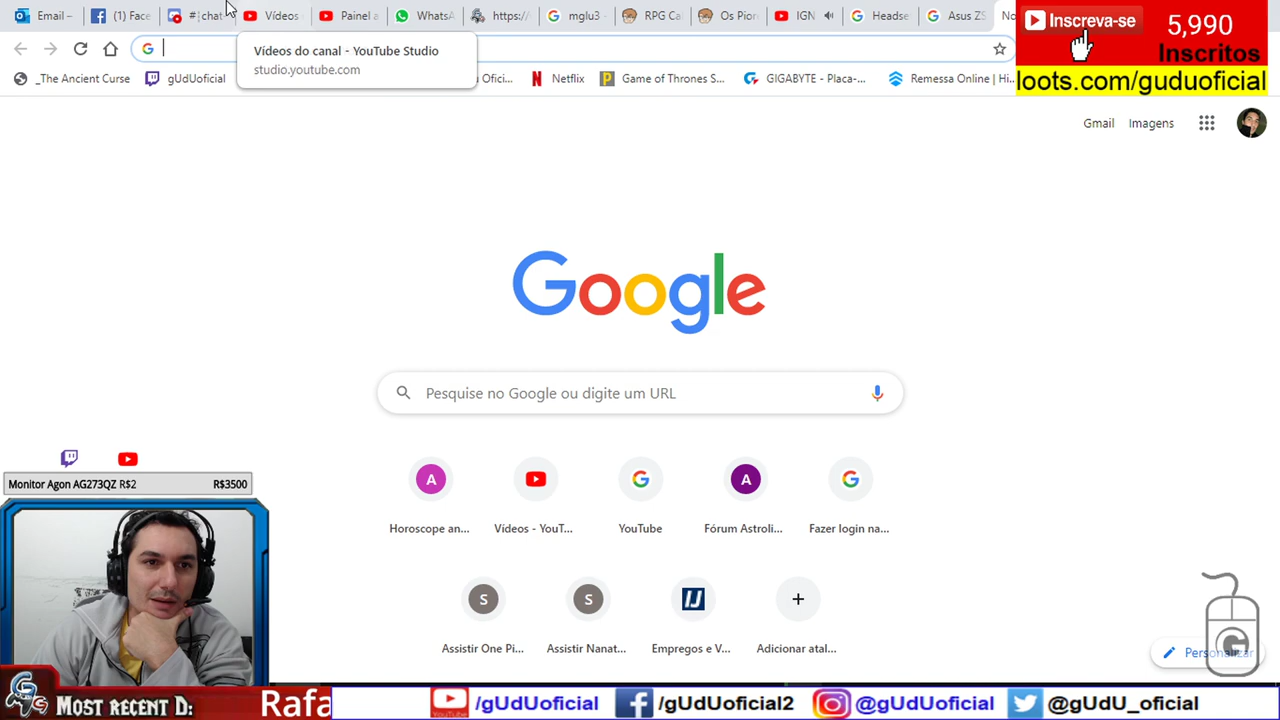 Email –
(1) Face
#┆chat
Vídeos
Painel a
WhatsA
https:/
mglu3 -
RPG Ca
Os Pior
IGN
Headse
Asus ZS
No
Inscreva-se
5,990
Inscritos
loots.com/guduoficial
Vídeos do canal - YouTube Studio
studio.youtube.com
_The Ancient Curse
gUdUoficial
u Ofici...
Netflix
Game of Thrones S...
GIGABYTE - Placa-...
Remessa Online | Hi...
Gmail
Imagens
Google
Pesquise no Google ou digite um URL
Horoscope an...
Vídeos - YouT...
YouTube
Fórum Astroli...
Fazer login na...
Assistir One Pi...
Assistir Nanat...
Empregos e V...
Adicionar atal...
Personalizar
Monitor Agon AG273QZ R$2
R$3500
Most recent D:
Rafa
/gUdUoficial
/gUdUoficial2
@gUdUoficial
@gUdU_oficial